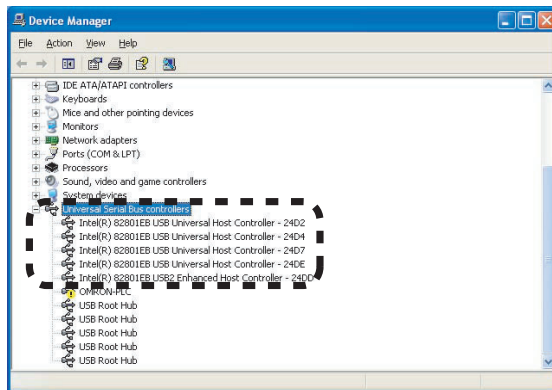 Device Manager
File Action View Help
IDE ATA/ATAPI controllers
Keyboards
Mice and other pointing devices
Monitors
Network adapters
Ports (COM & LPT)
Processors
Sound, video and game controllers
System devices
Universal Serial Bus controllers
Intel(R) 82801EB USB Universal Host Controller - 24D2
Intel(R) 82801EB USB Universal Host Controller - 24D4
Intel(R) 82801EB USB Universal Host Controller - 24D7
Intel(R) 82801EB USB Universal Host Controller - 24DE
Intel(R) 82801EB USB2 Enhanced Host Controller - 24DD
OMRON-PLC
USB Root Hub
USB Root Hub
USB Root Hub
USB Root Hub
USB Root Hub